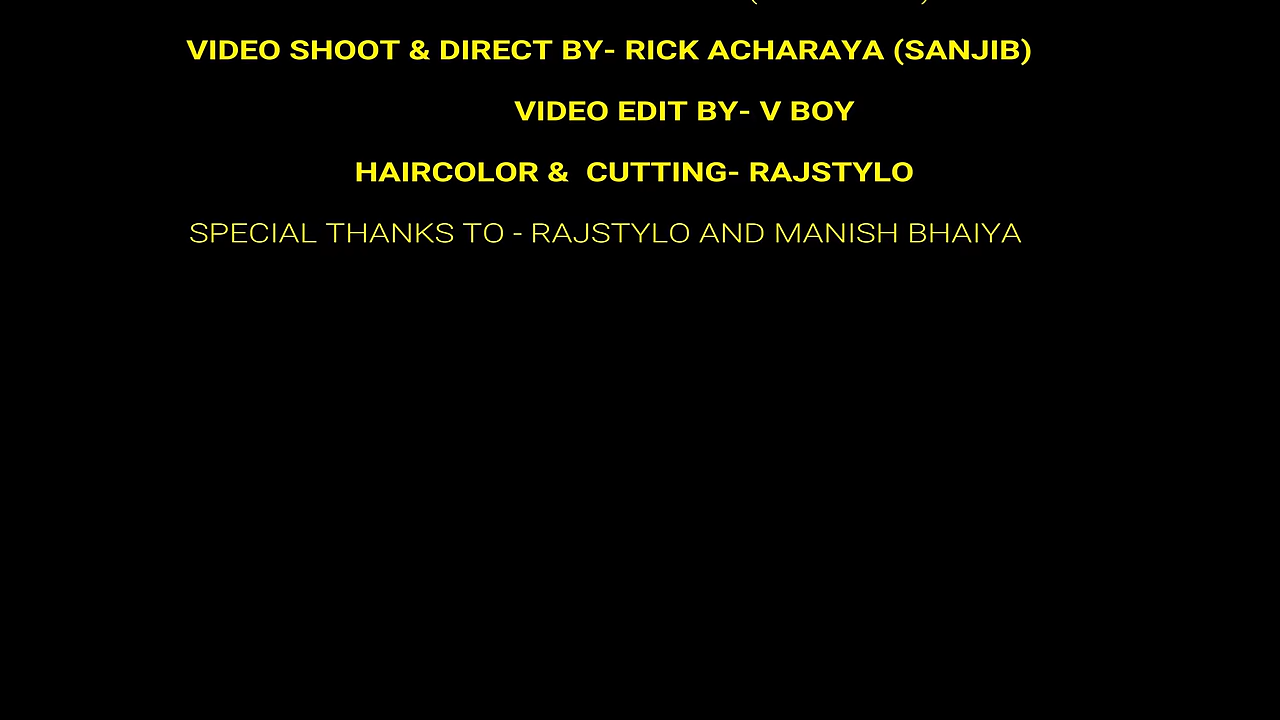 VIDEO SHOOT & DIRECT BY- RICK ACHARAYA (SANJIB)
VIDEO EDIT BY- V BOY
HAIRCOLOR &  CUTTING- RAJSTYLO
SPECIAL THANKS TO - RAJSTYLO AND MANISH BHAIYA